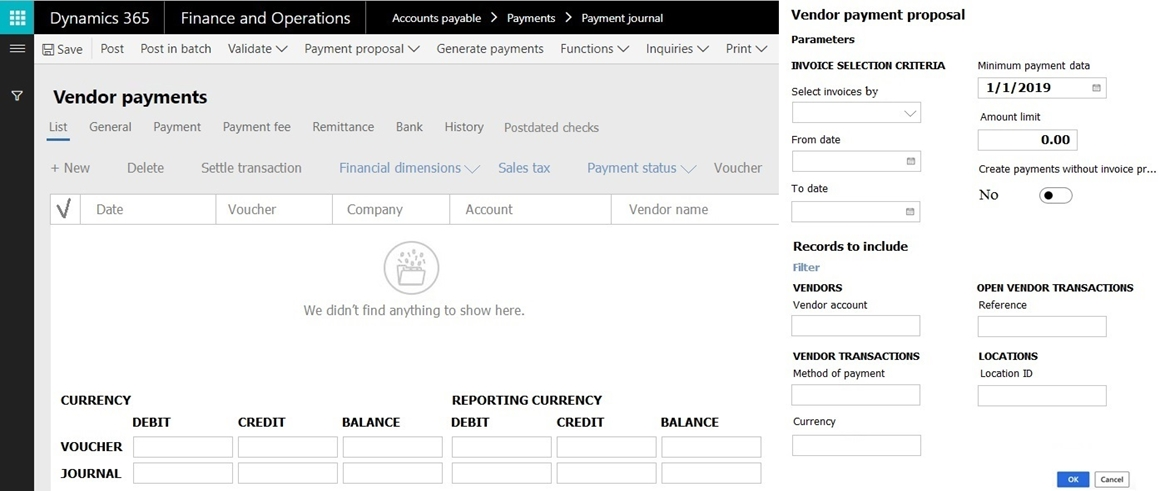 Dynamics 365 Finance and Operations Accounts payable > Payments > Payment journal
Save Post Post in batch Validate Payment proposal Generate payments Functions Inquiries Print
Vendor payments
List General Payment Payment fee Remittance Bank History Postdated checks
+ New Delete Settle transaction Financial dimensions Sales tax Payment status Voucher
Date Voucher Company Account Vendor name
We didn't find anything to show here.
CURRENCY REPORTING CURRENCY
DEBIT CREDIT BALANCE DEBIT CREDIT BALANCE
VOUCHER
JOURNAL
Vendor payment proposal
Parameters
INVOICE SELECTION CRITERIA
Select invoices by
From date
To date
Minimum payment data
1/1/2019
Amount limit
0.00
Create payments without invoice pr...
No
Records to include
Filter
VENDORS
Vendor account
OPEN VENDOR TRANSACTIONS
Reference
VENDOR TRANSACTIONS
Method of payment
LOCATIONS
Location ID
Currency
OK Cancel